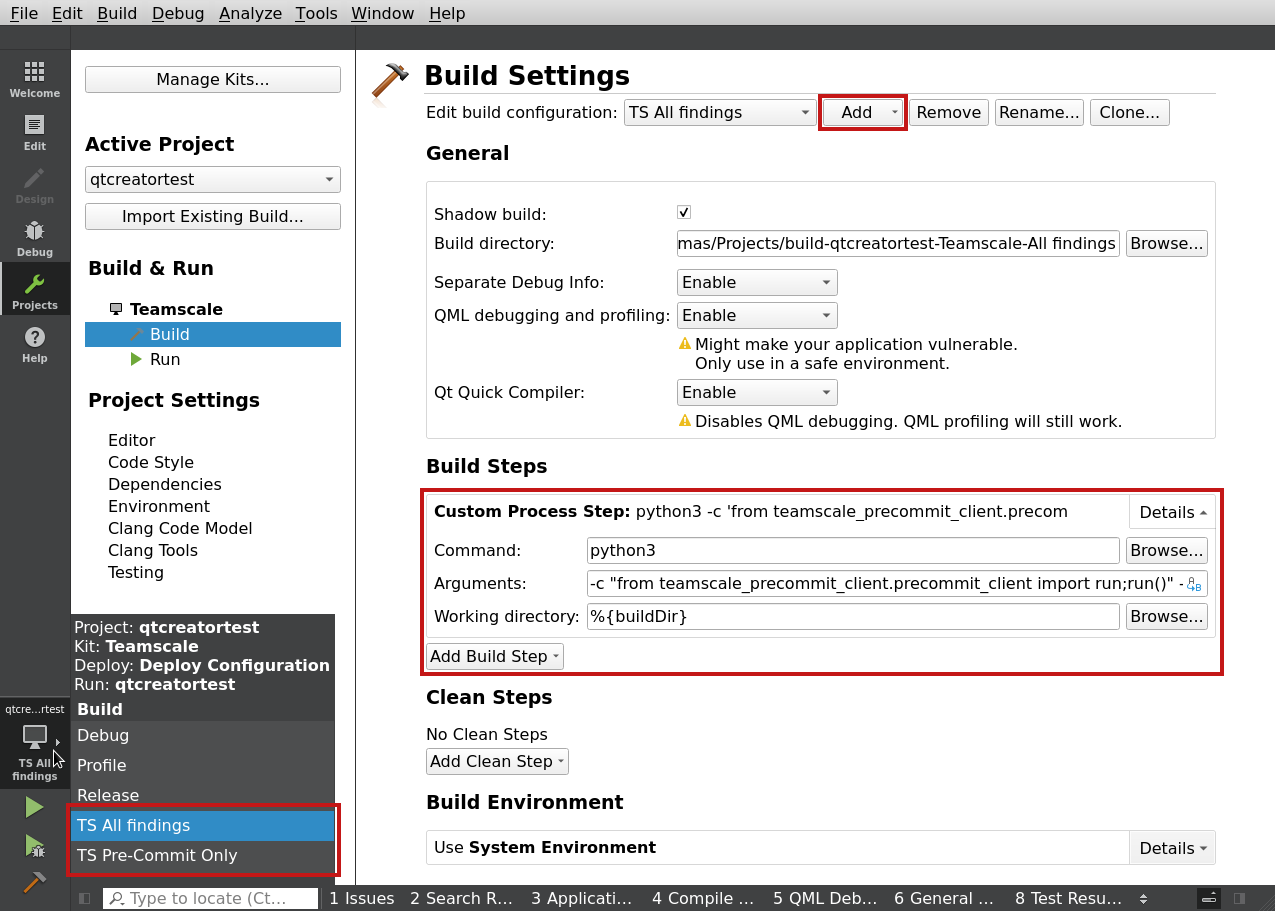 File Edit Build Debug Analyze Tools Window Help
Welcome
Edit
Design
Debug
Projects
Help
qtcre...rtest
TS All
findings
Manage Kits...
Active Project
qtcreatortest
Import Existing Build...
Build & Run
Teamscale
Build
Run
Project Settings
Editor
Code Style
Dependencies
Environment
Clang Code Model
Clang Tools
Testing
Project: qtcreatortest
Kit: Teamscale
Deploy: Deploy Configuration
Run: qtcreatortest
Build
Debug
Profile
Release
TS All findings
TS Pre-Commit Only
Build Settings
Edit build configuration: TS All findings Add Remove Rename... Clone...
General
Shadow build:
Build directory: mas/Projects/build-qtcreatortest-Teamscale-All findings Browse...
Separate Debug Info: Enable
QML debugging and profiling: Enable
Might make your application vulnerable.
Only use in a safe environment.
Qt Quick Compiler: Enable
Disables QML debugging. QML profiling will still work.
Build Steps
Custom Process Step: python3 -c 'from teamscale_precommit_client.precom Details
Command: python3 Browse...
Arguments: -c "from teamscale_precommit_client.precommit_client import run;run()" -
Working directory: %{buildDir} Browse...
Add Build Step
Clean Steps
No Clean Steps
Add Clean Step
Build Environment
Use System Environment Details
Type to locate (Ct... 1 Issues 2 Search R... 3 Applicati... 4 Compile ... 5 QML Deb... 6 General ... 8 Test Resu...